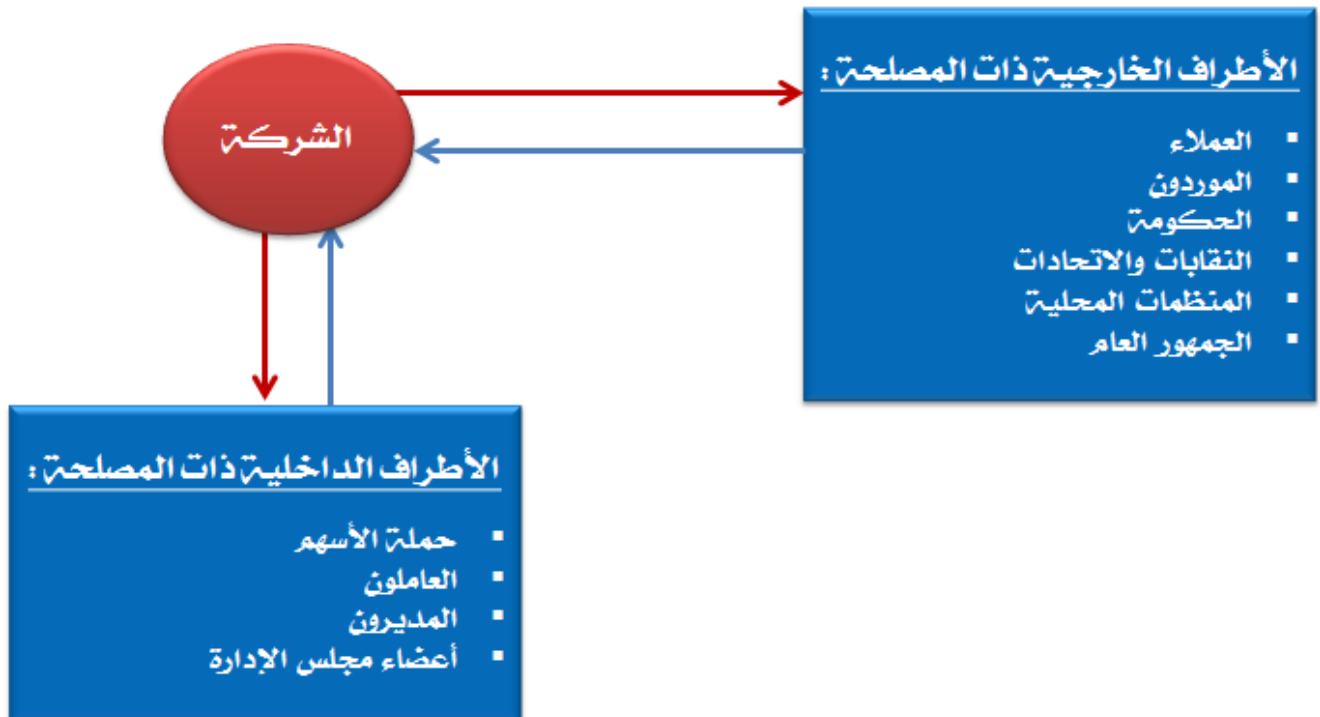 الشركة
الأطراف الخارجية ذات المصلحة :
▪ العملاء
▪ الموردون
▪ الحكومة
▪ النقابات والاتحادات
▪ المنظمات المحلية
▪ الجمهور العام
الأطراف الداخلية ذات المصلحة :
▪ حملة الأسهم
▪ العاملون
▪ المديرون
▪ أعضاء مجلس الإدارة